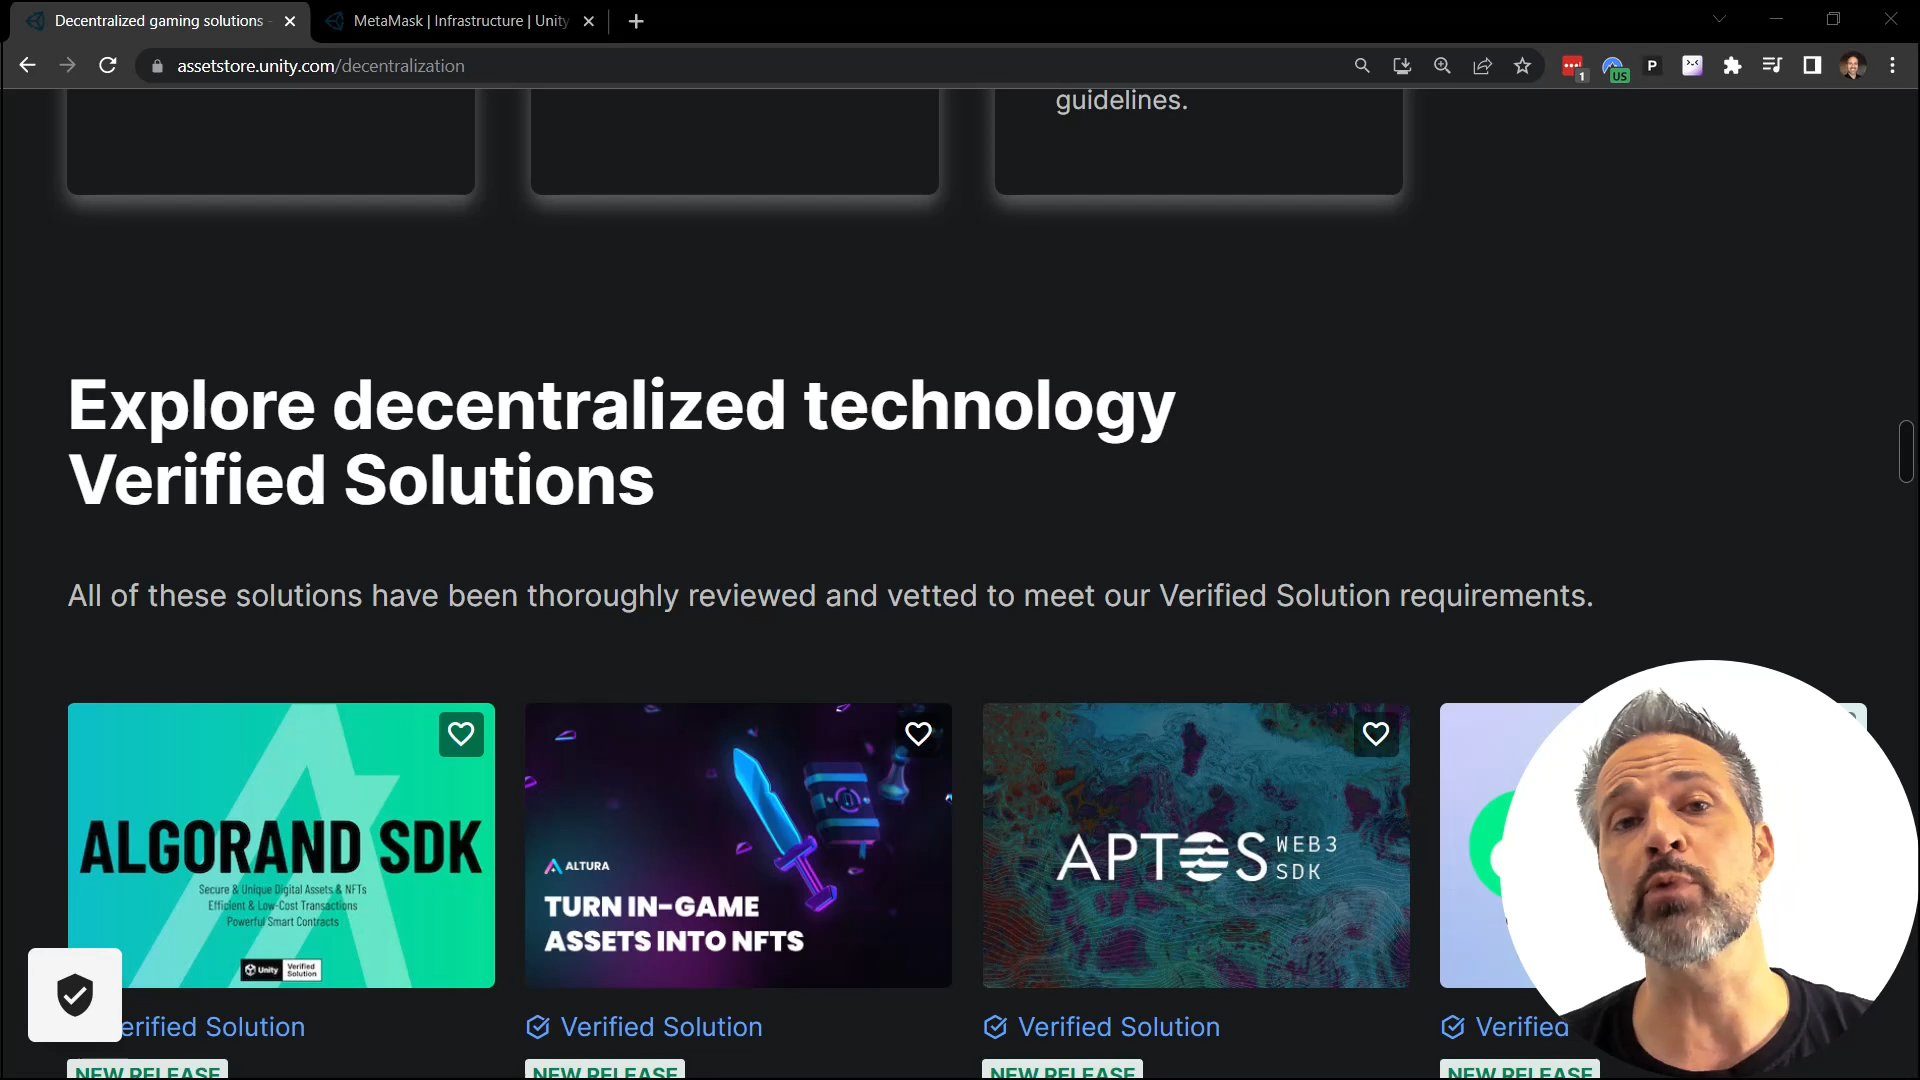 Decentralized gaming solutions -
MetaMask | Infrastructure | Unity
assetstore.unity.com/decentralization
1
US
P
guidelines.
Explore decentralized technology
Verified Solutions
All of these solutions have been thoroughly reviewed and vetted to meet our Verified Solution requirements.
ALGORAND SDK
Secure & Unique Digital Assets & NFTs
Efficient & Low-Cost Transactions
Powerful Smart Contracts
Unity Verified Solution
ALTURA
TURN IN-GAME
ASSETS INTO NFTS
APTOS WEB3
SDK
erified Solution
Verified Solution
Verified Solution
Verified
NEW RELEASE
NEW RELEASE
NEW RELEASE
NEW RELEASE